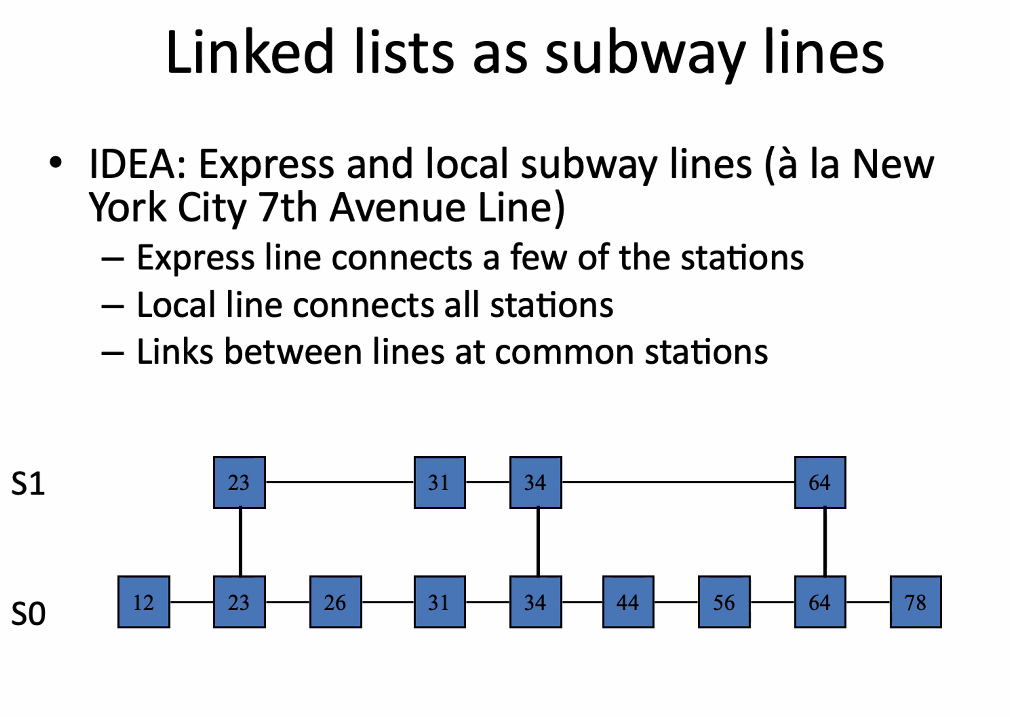 Linked lists as subway lines
• IDEA: Express and local subway lines (à la New
York City 7th Avenue Line)
– Express line connects a few of the stations
– Local line connects all stations
– Links between lines at common stations
S1 23 31 34 64
S0 12 23 26 31 34 44 56 64 78